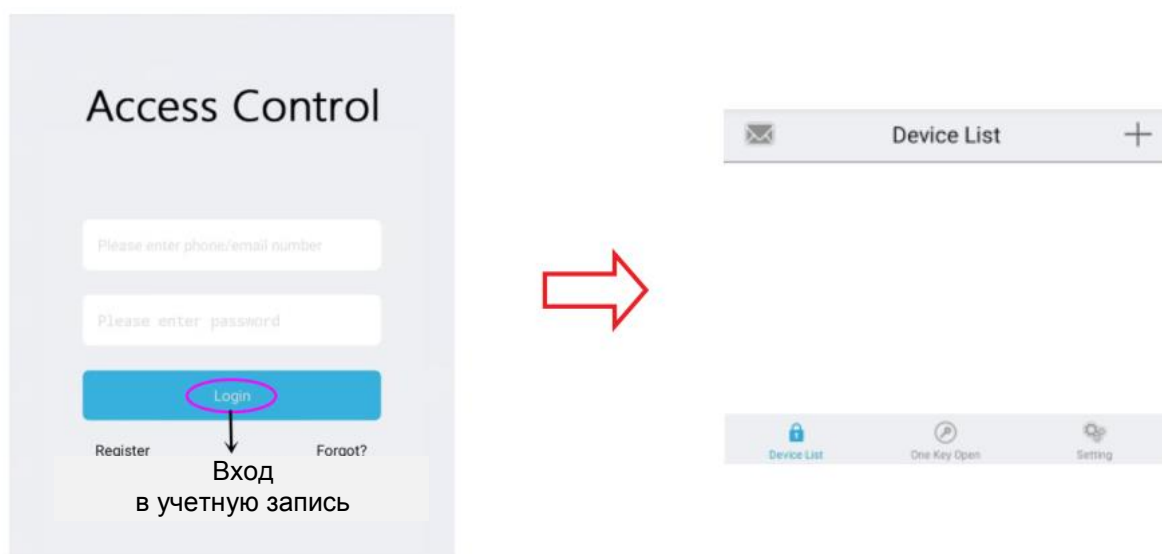 Access Control
Please enter phone/email number
Please enter password
Login
Register Forgot?
Вход
в учетную запись
Device List
Device List One Key Open Setting